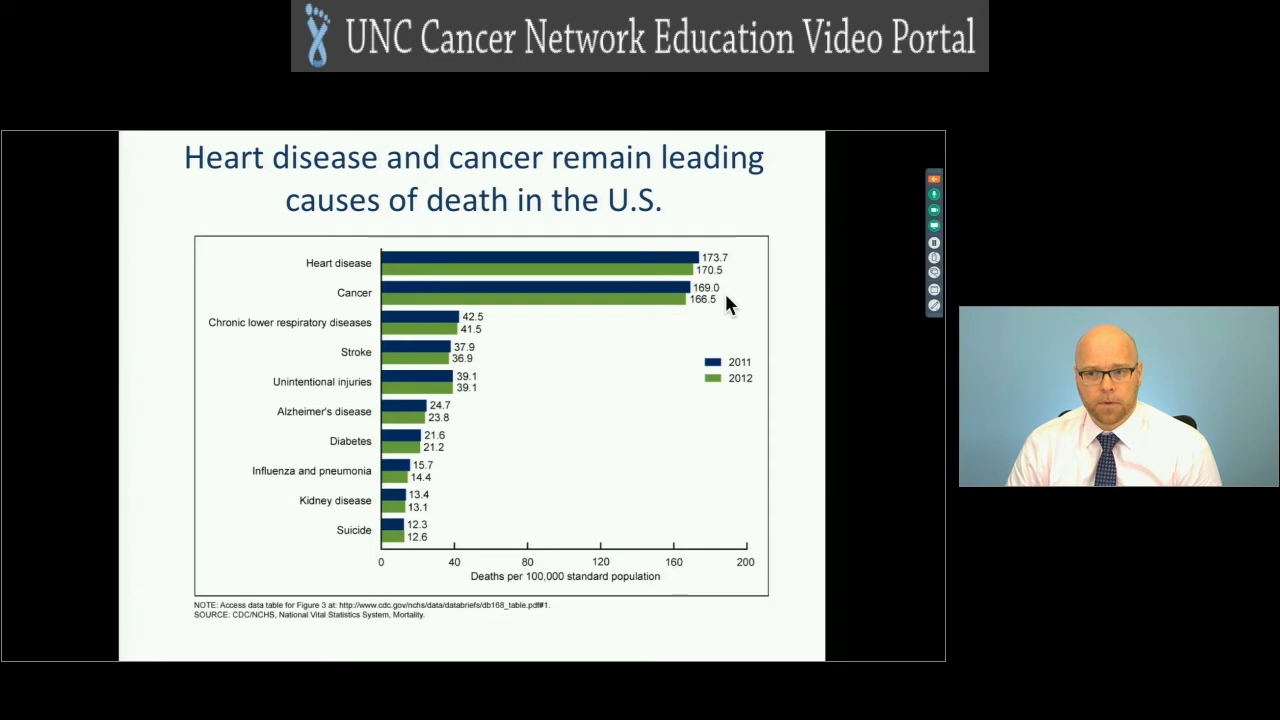 UNC Cancer Network Education Video Portal
Heart disease and cancer remain leading
causes of death in the U.S.
Heart disease
173.7
170.5
Cancer
169.0
166.5
Chronic lower respiratory diseases
42.5
41.5
Stroke
37.9
36.9
Unintentional injuries
39.1
39.1
Alzheimer's disease
24.7
23.8
Diabetes
21.6
21.2
Influenza and pneumonia
15.7
14.4
Kidney disease
13.4
13.1
Suicide
12.3
12.6
2011
2012
0 40 80 120 160 200
Deaths per 100,000 standard population
NOTE: Access data table for Figure 3 at: http://www.cdc.gov/nchs/data/databriefs/db168_table.pdf#1.
SOURCE: CDC/NCHS, National Vital Statistics System, Mortality.